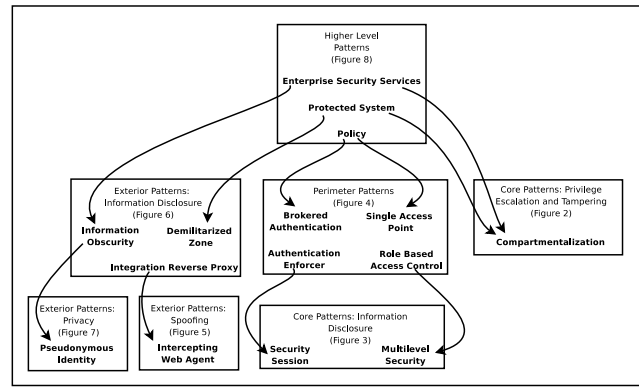 Higher Level
Patterns
(Figure 8)
Enterprise Security Services
Protected System
Policy
Exterior Patterns:
Information Disclosure
(Figure 6)
Information
Obscurity
Demilitarized
Zone
Integration Reverse Proxy
Perimeter Patterns
(Figure 4)
Brokered
Authentication
Single Access
Point
Authentication
Enforcer
Role Based
Access Control
Core Patterns: Privilege
Escalation and Tampering
(Figure 2)
Compartmentalization
Exterior Patterns:
Privacy
(Figure 7)
Pseudonymous
Identity
Exterior Patterns:
Spoofing
(Figure 5)
Intercepting
Web Agent
Core Patterns: Information
Disclosure
(Figure 3)
Security
Session
Multilevel
Security